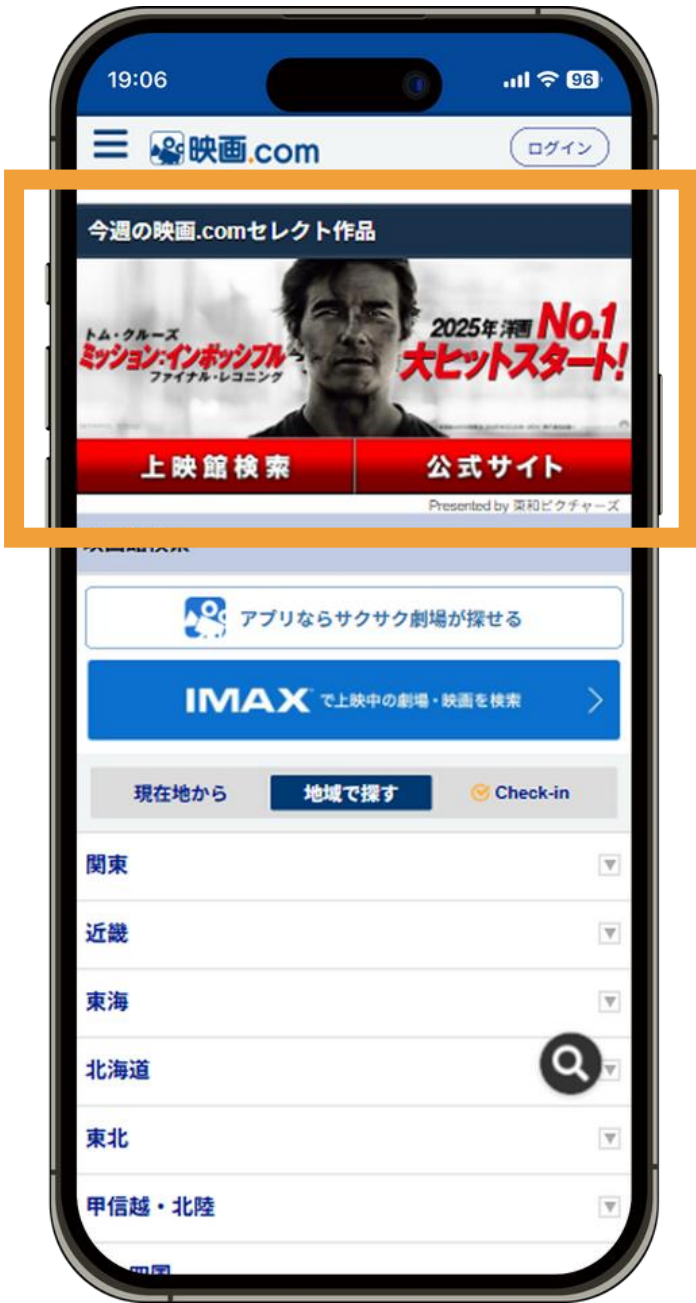 19:06
96
映画.com
ログイン
今週の映画.comセレクト作品
トム・クルーズ
ミッション:インポッシブル
ファイナル・レコニング
2025年 洋画 No.1
大ヒットスタート!
上映館検索
公式サイト
Presented by 東和ピクチャーズ
アプリならサクサク劇場が探せる
IMAX で上映中の劇場・映画を検索
現在地から
地域で探す
Check-in
関東
近畿
東海
北海道
東北
甲信越・北陸
四国